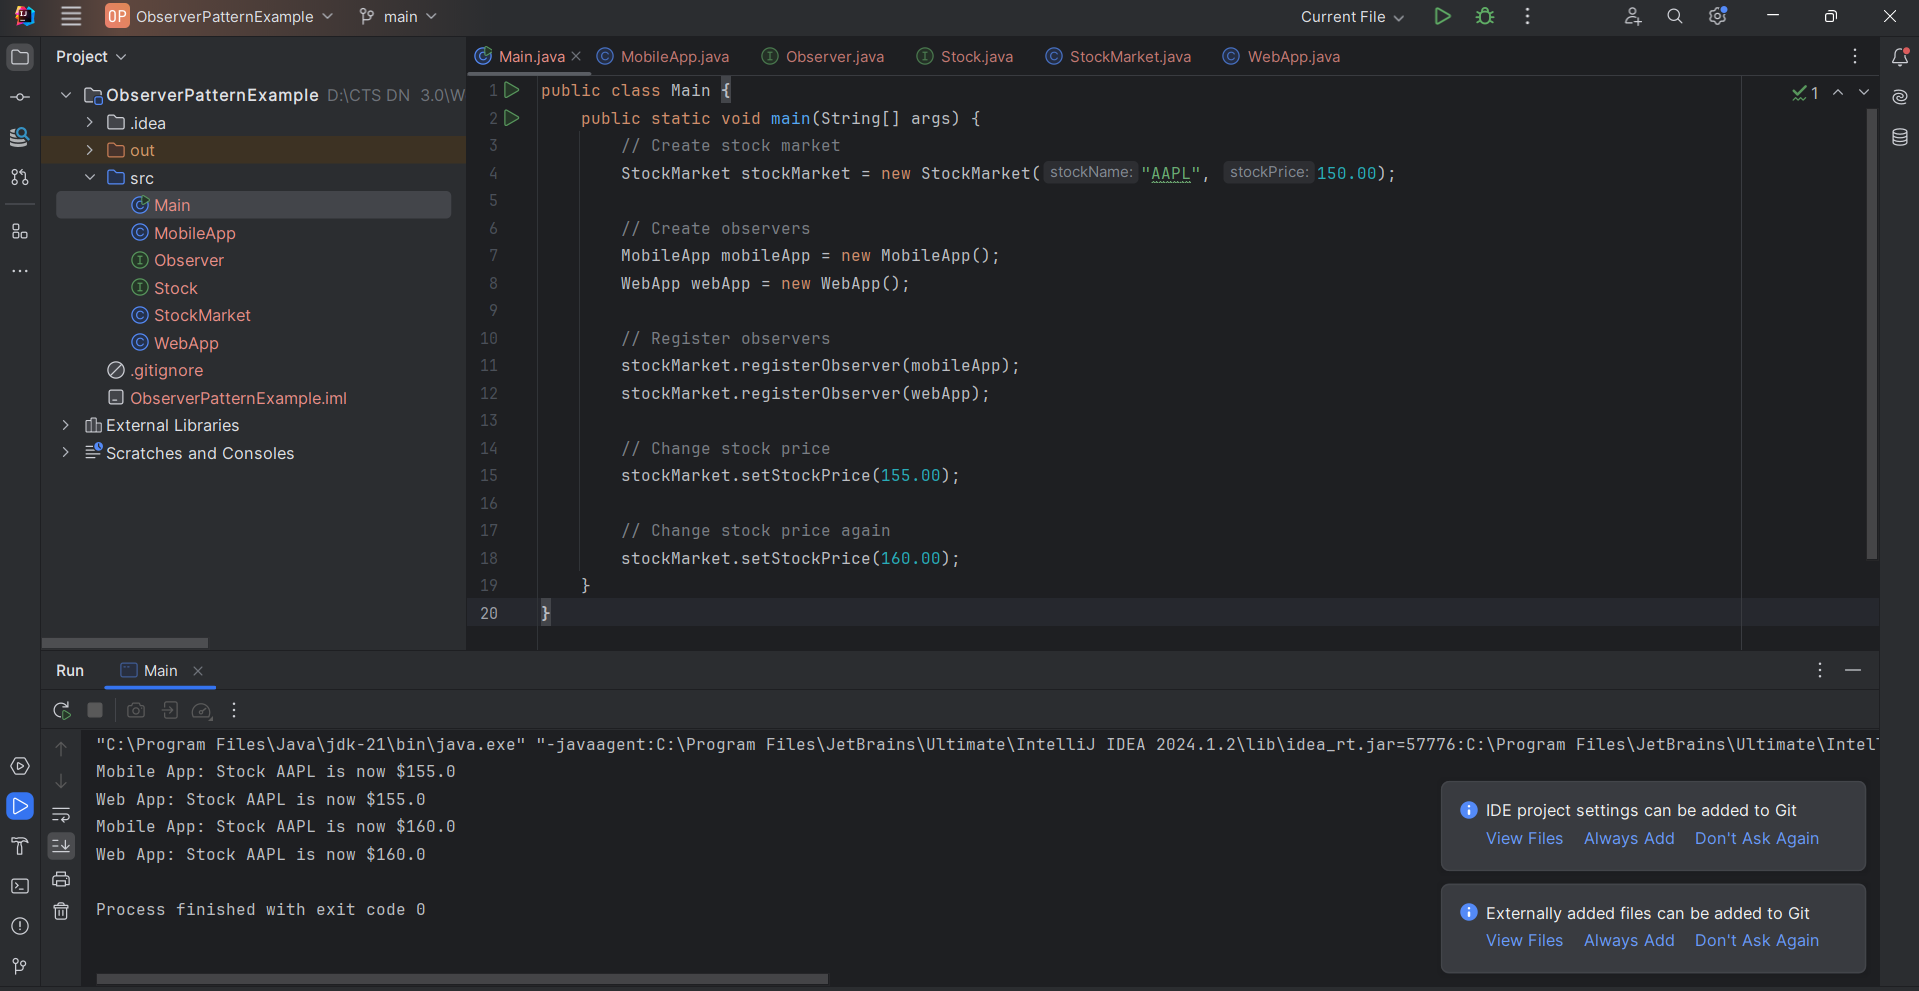 OP ObserverPatternExample main Current File
Project
Main.java MobileApp.java Observer.java Stock.java StockMarket.java WebApp.java
ObserverPatternExample D:\CTS DN 3.0\W
.idea
out
src
Main
MobileApp
Observer
Stock
StockMarket
WebApp
.gitignore
ObserverPatternExample.iml
External Libraries
Scratches and Consoles
1 public class Main {
1
2 public static void main(String[] args) {
3 // Create stock market
4 StockMarket stockMarket = new StockMarket( stockName: "AAPL", stockPrice: 150.00);
5
6 // Create observers
7 MobileApp mobileApp = new MobileApp();
8 WebApp webApp = new WebApp();
9
10 // Register observers
11 stockMarket.registerObserver(mobileApp);
12 stockMarket.registerObserver(webApp);
13
14 // Change stock price
15 stockMarket.setStockPrice(155.00);
16
17 // Change stock price again
18 stockMarket.setStockPrice(160.00);
19 }
20 }
Run Main
"C:\Program Files\Java\jdk-21\bin\java.exe" "-javaagent:C:\Program Files\JetBrains\Ultimate\IntelliJ IDEA 2024.1.2\lib\idea_rt.jar=57776:C:\Program Files\JetBrains\Ultimate\Intel
Mobile App: Stock AAPL is now $155.0
Web App: Stock AAPL is now $155.0
Mobile App: Stock AAPL is now $160.0
Web App: Stock AAPL is now $160.0
Process finished with exit code 0
IDE project settings can be added to Git
View Files Always Add Don't Ask Again
Externally added files can be added to Git
View Files Always Add Don't Ask Again